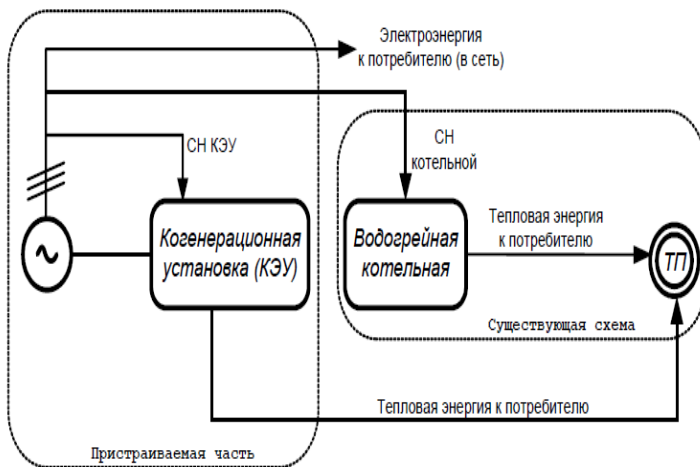 Электроэнергия
к потребителю (в сеть)
СН КЭУ
СН
котельной
Когенерационная
установка (КЭУ)
Водогрейная
котельная
Тепловая энергия
к потребителю
ТП
Существующая схема
Тепловая энергия к потребителю
Пристраиваемая часть